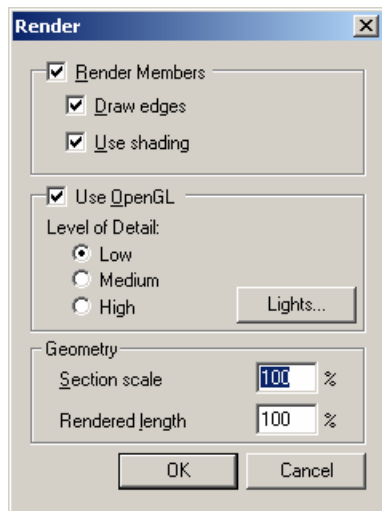 Render
Render Members
Draw edges
Use shading
Use OpenGL
Level of Detail:
Low
Medium
High
Lights...
Geometry
Section scale 100 %
Rendered length 100 %
OK Cancel